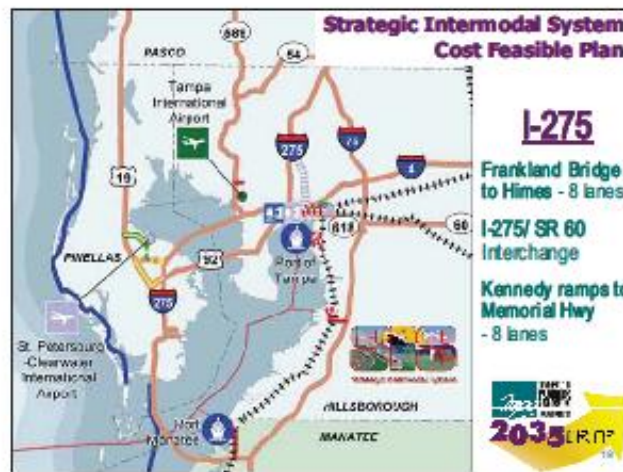 Strategic Intermodal System
Cost Feasible Plan
PASCO
54
Tampa
International
Airport
275
75
4
19
I-275
Frankland Bridge
to Himes - 8 lanes
I-275/ SR 60
Interchange
Kennedy ramps to
Memorial Hwy
- 8 lanes
618
60
92
PINELLAS
Port of
Tampa
275
St. Petersburg
-Clearwater
International
Airport
Port
Manatee
HILLSBOROUGH
MANATEE
2035